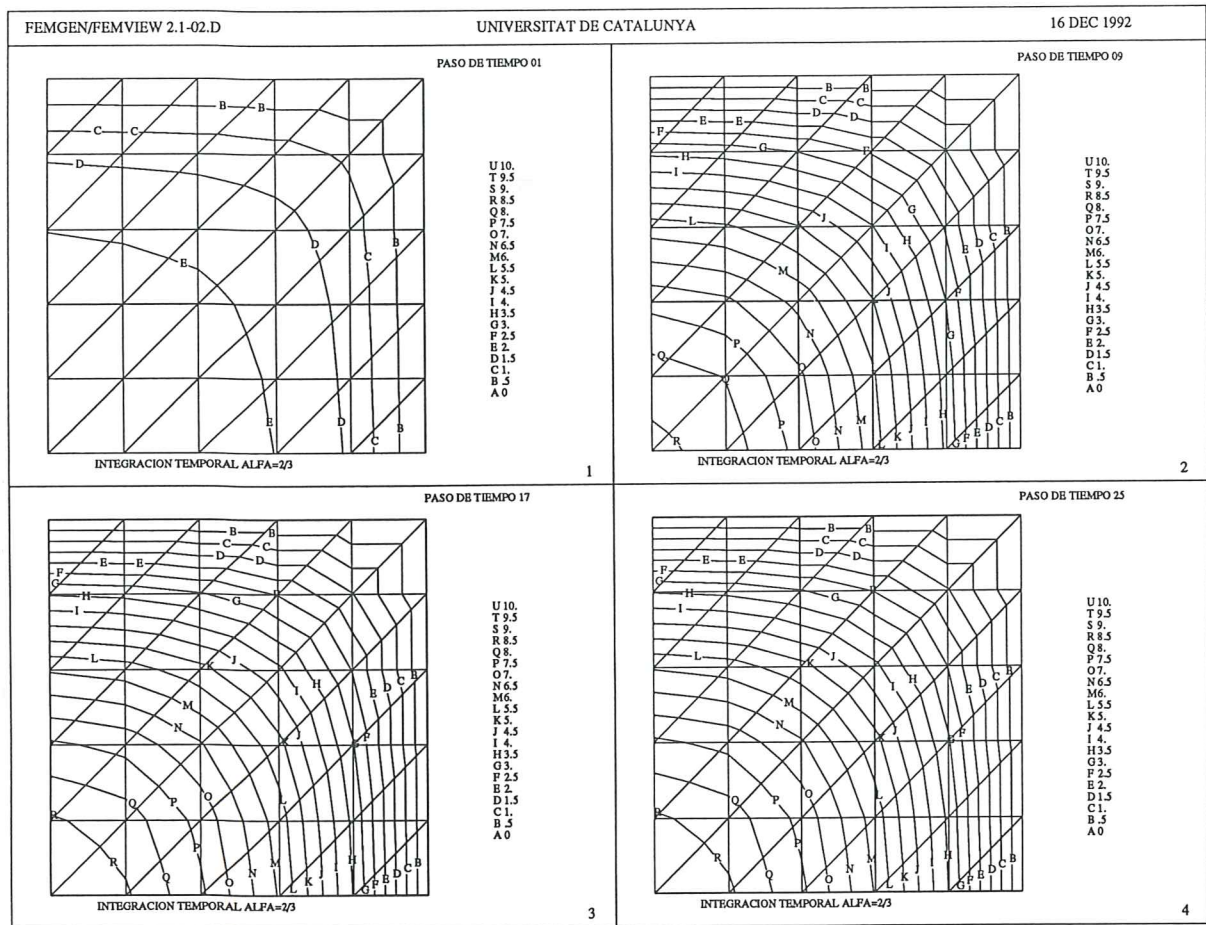 FEMGEN/FEMVIEW 2.1-02.D UNIVERSITAT DE CATALUNYA 16 DEC 1992
PASO DE TIEMPO 01
B B
C C
D
E
D
C
B
E
D
C
B
U 10.
T 9.5
S 9.
R 8.5
Q 8.
P 7.5
O 7.
N 6.5
M 6.
L 5.5
K 5.
J 4.5
I 4.
H 3.5
G 3.
F 2.5
E 2.
D 1.5
C 1.
B .5
A 0
INTEGRACION TEMPORAL ALFA=2/3
1
PASO DE TIEMPO 09
B B
C C
D D
F E E
H G
I
G
L J
H
I
E D C B
M
J F
N
P
G
Q
O
R P O N M L K J I H G F E D C B
U 10.
T 9.5
S 9.
R 8.5
Q 8.
P 7.5
O 7.
N 6.5
M 6.
L 5.5
K 5.
J 4.5
I 4.
H 3.5
G 3.
F 2.5
E 2.
D 1.5
C 1.
B .5
A 0
INTEGRACION TEMPORAL ALFA=2/3
2
PASO DE TIEMPO 17
B B
C C
D D
F E E
G
H G
I
L K J
I H
E D C B
M
N
J F
Q P O L
R Q P O N M L K J I H G F E D C B
U 10.
T 9.5
S 9.
R 8.5
Q 8.
P 7.5
O 7.
N 6.5
M 6.
L 5.5
K 5.
J 4.5
I 4.
H 3.5
G 3.
F 2.5
E 2.
D 1.5
C 1.
B .5
A 0
INTEGRACION TEMPORAL ALFA=2/3
3
PASO DE TIEMPO 25
B B
C C
D D
F E E
G
H G
I
L K J
I H
E D C B
M
N
J F
Q P O L
R Q P O N M L K J I H G F E D C B
U 10.
T 9.5
S 9.
R 8.5
Q 8.
P 7.5
O 7.
N 6.5
M 6.
L 5.5
K 5.
J 4.5
I 4.
H 3.5
G 3.
F 2.5
E 2.
D 1.5
C 1.
B .5
A 0
INTEGRACION TEMPORAL ALFA=2/3
4